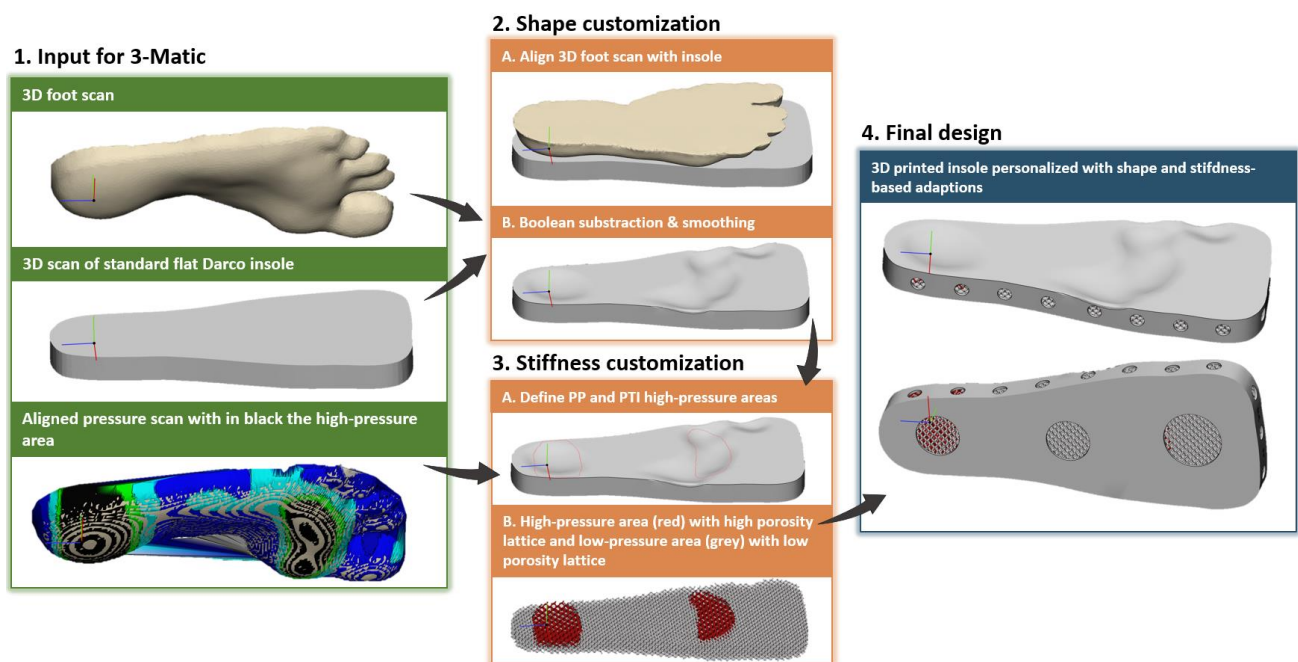 1. Input for 3-Matic
3D foot scan
3D scan of standard flat Darco insole
Aligned pressure scan with in black the high-pressure
area
2. Shape customization
A. Align 3D foot scan with insole
B. Boolean substraction & smoothing
3. Stiffness customization
A. Define PP and PTI high-pressure areas
B. High-pressure area (red) with high porosity
lattice and low-pressure area (grey) with low
porosity lattice
4. Final design
3D printed insole personalized with shape and stifdness-
based adaptions